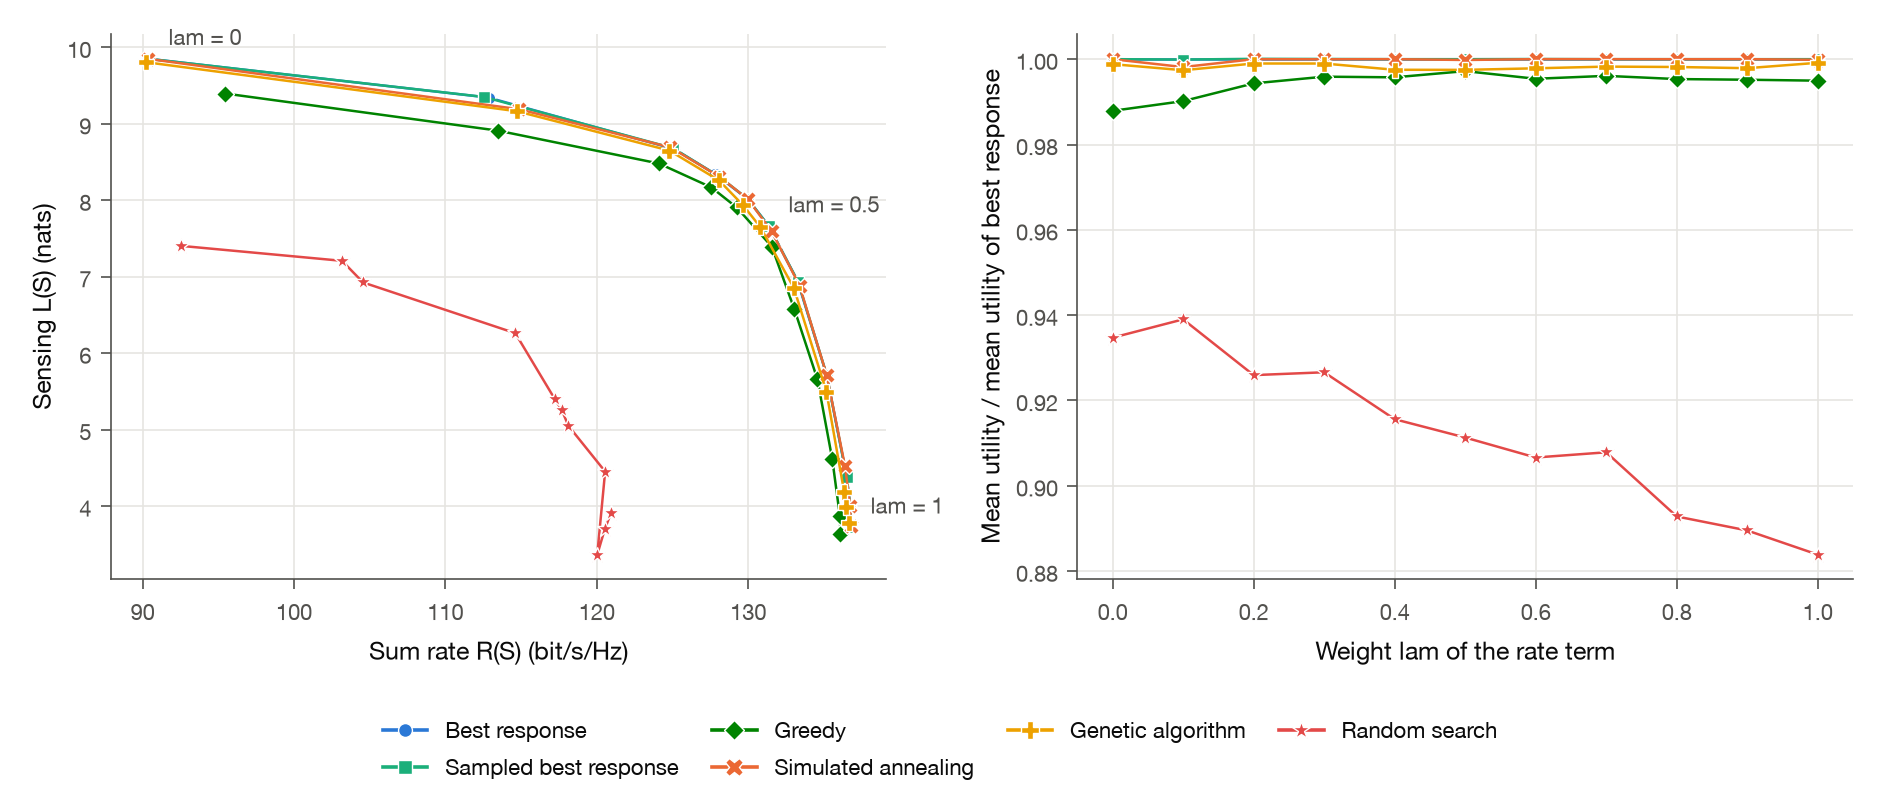 lam = 0
10
9
8
7
6
5
4
lam = 0.5
lam = 1
Sensing L(S) (nats)
90
100
110
120
130
Sum rate R(S) (bit/s/Hz)
1.00
0.98
0.96
0.94
0.92
0.90
0.88
Mean utility / mean utility of best response
0.0
0.2
0.4
0.6
0.8
1.0
Weight lam of the rate term
Best response
Greedy
Genetic algorithm
Random search
Sampled best response
Simulated annealing